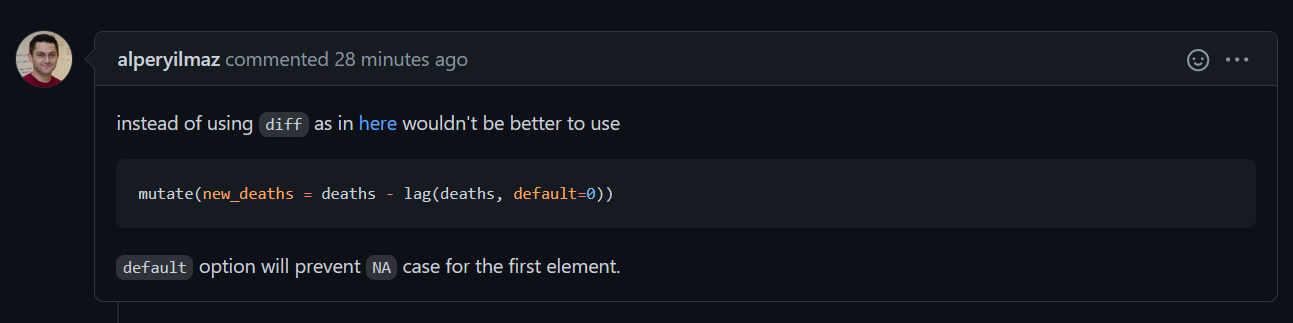 alperyilmaz commented 28 minutes ago
instead of using diff as in here wouldn't be better to use
mutate(new_deaths = deaths - lag(deaths, default=0))
default option will prevent NA case for the first element.